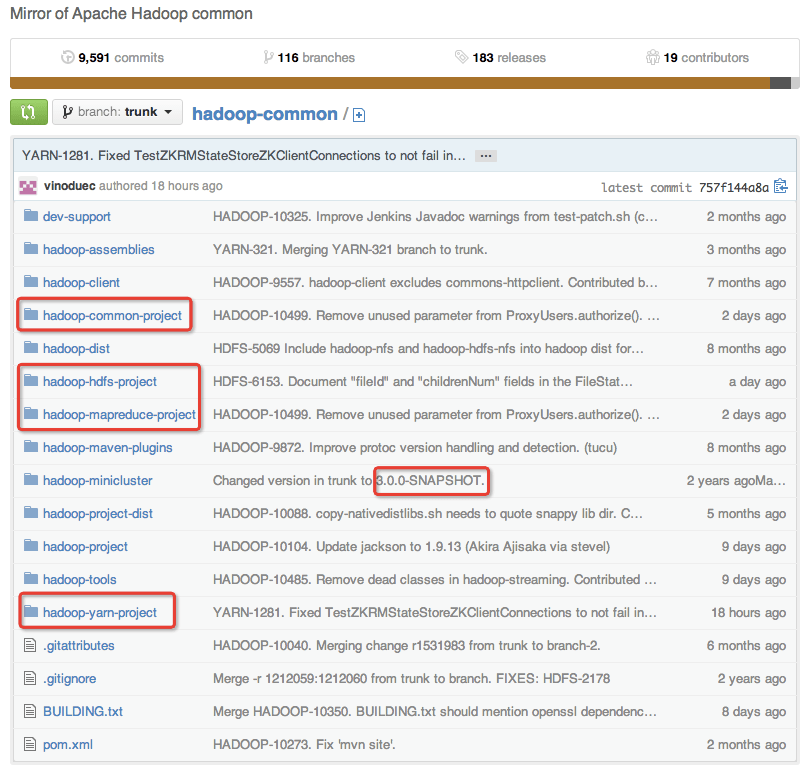 Mirror of Apache Hadoop common
9,591 commits 116 branches 183 releases 19 contributors
branch: trunk hadoop-common /
YARN-1281. Fixed TestZKRMStateStoreZKClientConnections to not fail in… ...
vinoduec authored 18 hours ago latest commit 757f144a8a
dev-support HADOOP-10325. Improve Jenkins Javadoc warnings from test-patch.sh (c… 2 months ago
hadoop-assemblies YARN-321. Merging YARN-321 branch to trunk. 3 months ago
hadoop-client HADOOP-9557. hadoop-client excludes commons-httpclient. Contributed b… 7 months ago
hadoop-common-project HADOOP-10499. Remove unused parameter from ProxyUsers.authorize(). … 2 days ago
hadoop-dist HDFS-5069 Include hadoop-nfs and hadoop-hdfs-nfs into hadoop dist for… 8 months ago
hadoop-hdfs-project HDFS-6153. Document "fileId" and "childrenNum" fields in the FileStat… a day ago
hadoop-mapreduce-project HADOOP-10499. Remove unused parameter from ProxyUsers.authorize(). … 2 days ago
hadoop-maven-plugins HADOOP-9872. Improve protoc version handling and detection. (tucu) 8 months ago
hadoop-minicluster Changed version in trunk to 3.0.0-SNAPSHOT. 2 years agoMa…
hadoop-project-dist HADOOP-10088. copy-nativedistlibs.sh needs to quote snappy lib dir. C… 5 months ago
hadoop-project HADOOP-10104. Update jackson to 1.9.13 (Akira Ajisaka via stevel) 9 days ago
hadoop-tools HADOOP-10485. Remove dead classes in hadoop-streaming. Contributed … 9 days ago
hadoop-yarn-project YARN-1281. Fixed TestZKRMStateStoreZKClientConnections to not fail in… 18 hours ago
.gitattributes HADOOP-10040. Merging change r1531983 from trunk to branch-2. 6 months ago
.gitignore Merge -r 1212059:1212060 from trunk to branch. FIXES: HDFS-2178 2 years ago
BUILDING.txt Merge HADOOP-10350. BUILDING.txt should mention openssl dependenc… 8 days ago
pom.xml HADOOP-10273. Fix 'mvn site'. 2 months ago